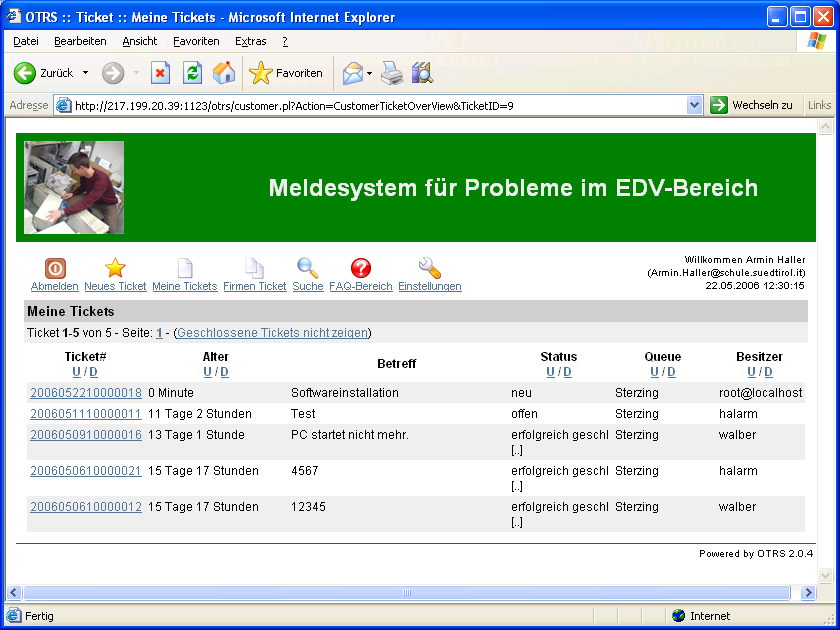 OTRS :: Ticket :: Meine Tickets - Microsoft Internet Explorer
Datei Bearbeiten Ansicht Favoriten Extras ?
Zurück Favoriten
Adresse http://217.199.20.39:1123/otrs/customer.pl?Action=CustomerTicketOverView&TicketID=9 Wechseln zu Links
Meldesystem für Probleme im EDV-Bereich
Abmelden Neues Ticket Meine Tickets Firmen Ticket Suche FAQ-Bereich Einstellungen
Willkommen Armin Haller
(Armin.Haller@schule.suedtirol.it)
22.05.2006 12:30:15
Meine Tickets
Ticket 1-5 von 5 - Seite: 1 - (Geschlossene Tickets nicht zeigen)
Ticket# Alter Betreff Status Queue Besitzer
U / D U / D U / D U / D U / D
2006052210000018 0 Minute Softwareinstallation neu Sterzing root@localhost
2006051110000011 11 Tage 2 Stunden Test offen Sterzing halarm
2006050910000016 13 Tage 1 Stunde PC startet nicht mehr. erfolgreich geschl Sterzing walber
[..]
2006050610000021 15 Tage 17 Stunden 4567 erfolgreich geschl Sterzing halarm
[..]
2006050610000012 15 Tage 17 Stunden 12345 erfolgreich geschl Sterzing walber
[..]
Powered by OTRS 2.0.4
Fertig Internet